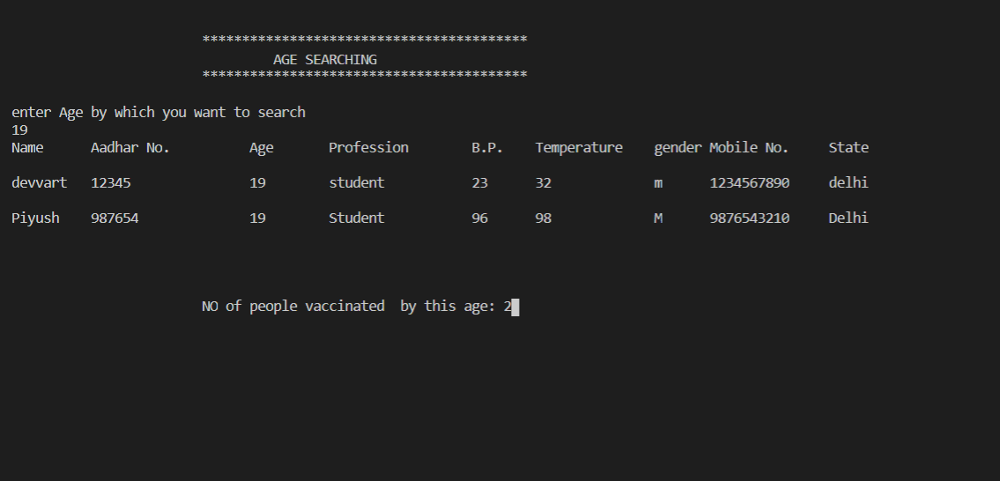 *****************************************
AGE SEARCHING
*****************************************
enter Age by which you want to search
19
Name Aadhar No. Age Profession B.P. Temperature gender Mobile No. State
devvart 12345 19 student 23 32 m 1234567890 delhi
Piyush 987654 19 Student 96 98 M 9876543210 Delhi
NO of people vaccinated by this age: 2